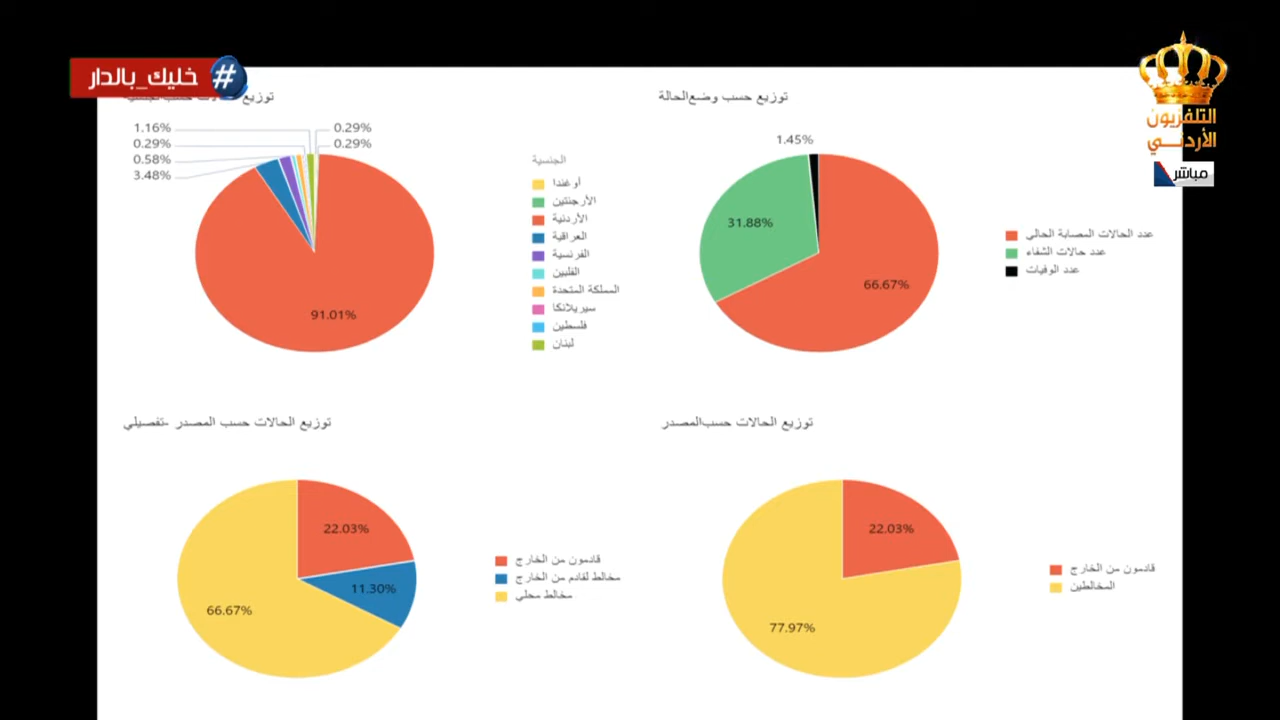 #خليك_بالدار
التلفزيون
الأردني
مباشر
توزيع حسب وضع الحالة
1.45%
31.88%
66.67%
عدد الحالات المصابة الحالي
عدد حالات الشفاء
عدد الوفيات
توزيع
1.16%
0.29%
0.58%
3.48%
0.29%
0.29%
91.01%
الجنسية
أوغندا
الأرجنتين
الأردنية
العراقية
الفرنسية
الفلبين
المملكة المتحدة
سيريلانكا
فلسطين
لبنان
توزيع الحالات حسب المصدر
22.03%
77.97%
قادمون من الخارج
المخالطين
توزيع الحالات حسب المصدر -تفصيلي
22.03%
11.30%
66.67%
قادمون من الخارج
مخالط لقادم من الخارج
مخالط محلي